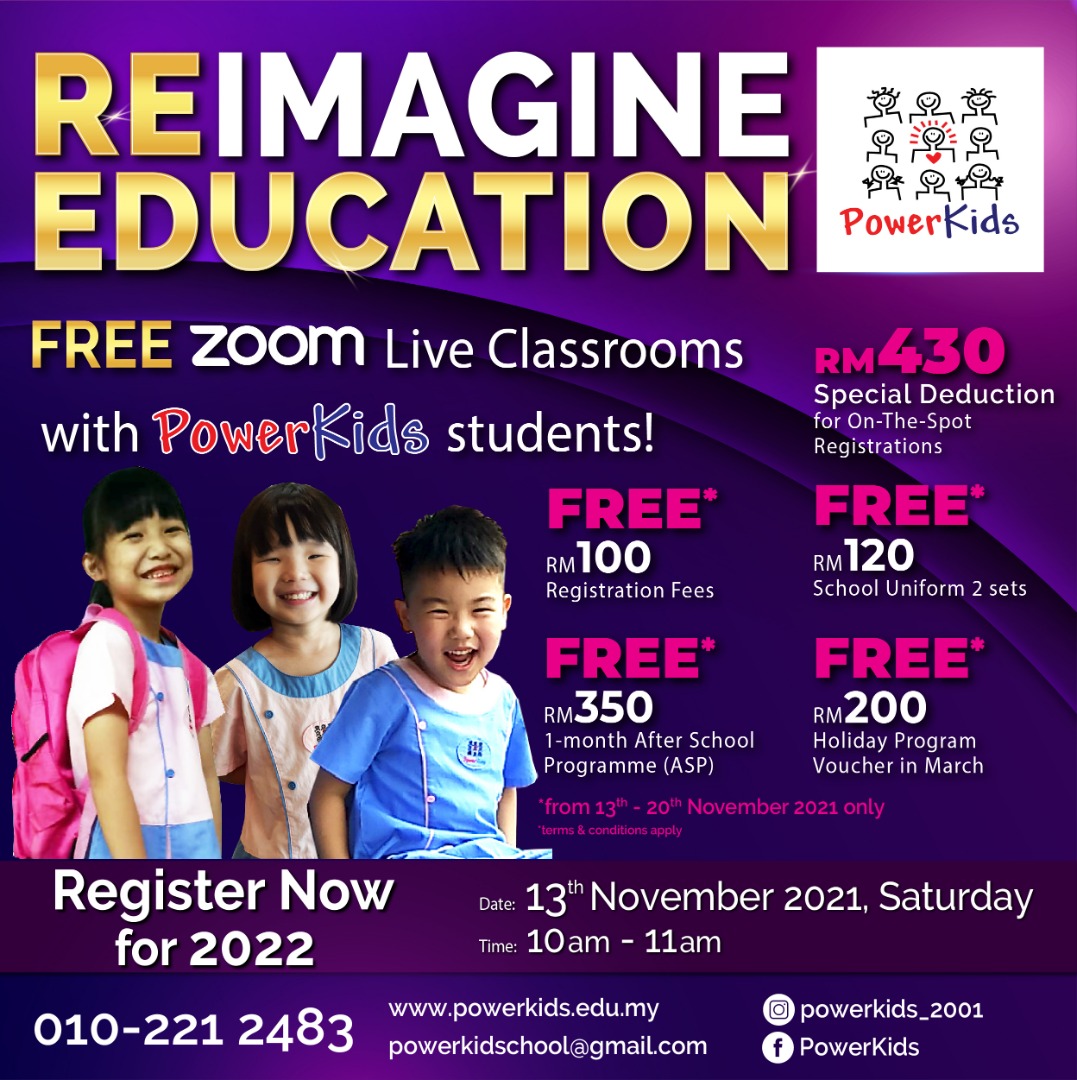 REIMAGINE
EDUCATION
PowerKids
FREE zoom Live Classrooms
with PowerKids students!
RM430
Special Deduction
for On-The-Spot
Registrations
FREE*
RM100
Registration Fees
FREE*
RM120
School Uniform 2 sets
FREE*
RM350
1-month After School
Programme (ASP)
FREE*
RM200
Holiday Program
Voucher in March
*from 13th - 20th November 2021 only
*terms & conditions apply
Register Now
for 2022
Date: 13th November 2021, Saturday
Time: 10am - 11am
010-221 2483
www.powerkids.edu.my
powerkidschool@gmail.com
powerkids_2001
PowerKids